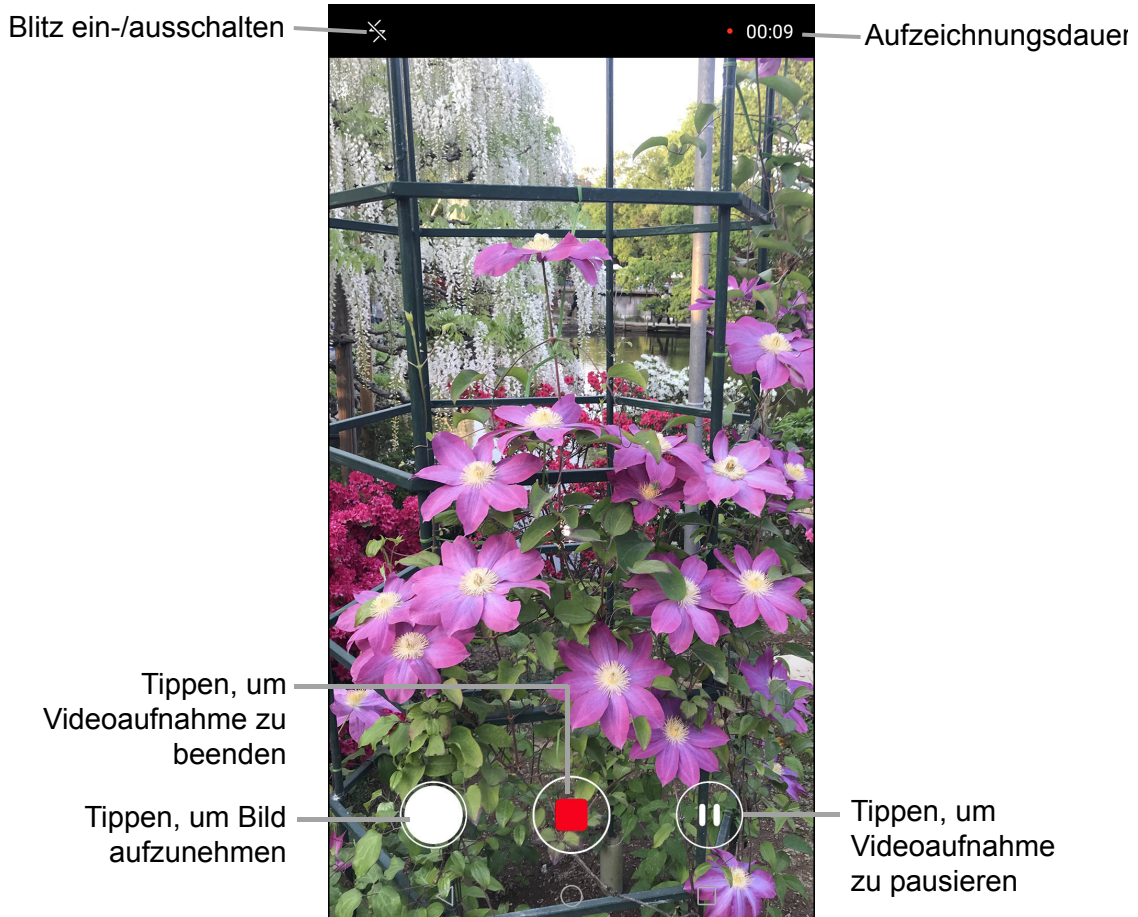 Blitz ein-/ausschalten
00:09
Aufzeichnungsdauer
Tippen, um
Videoaufnahme zu
beenden
Tippen, um Bild
aufzunehmen
Tippen, um
Videoaufnahme
zu pausieren